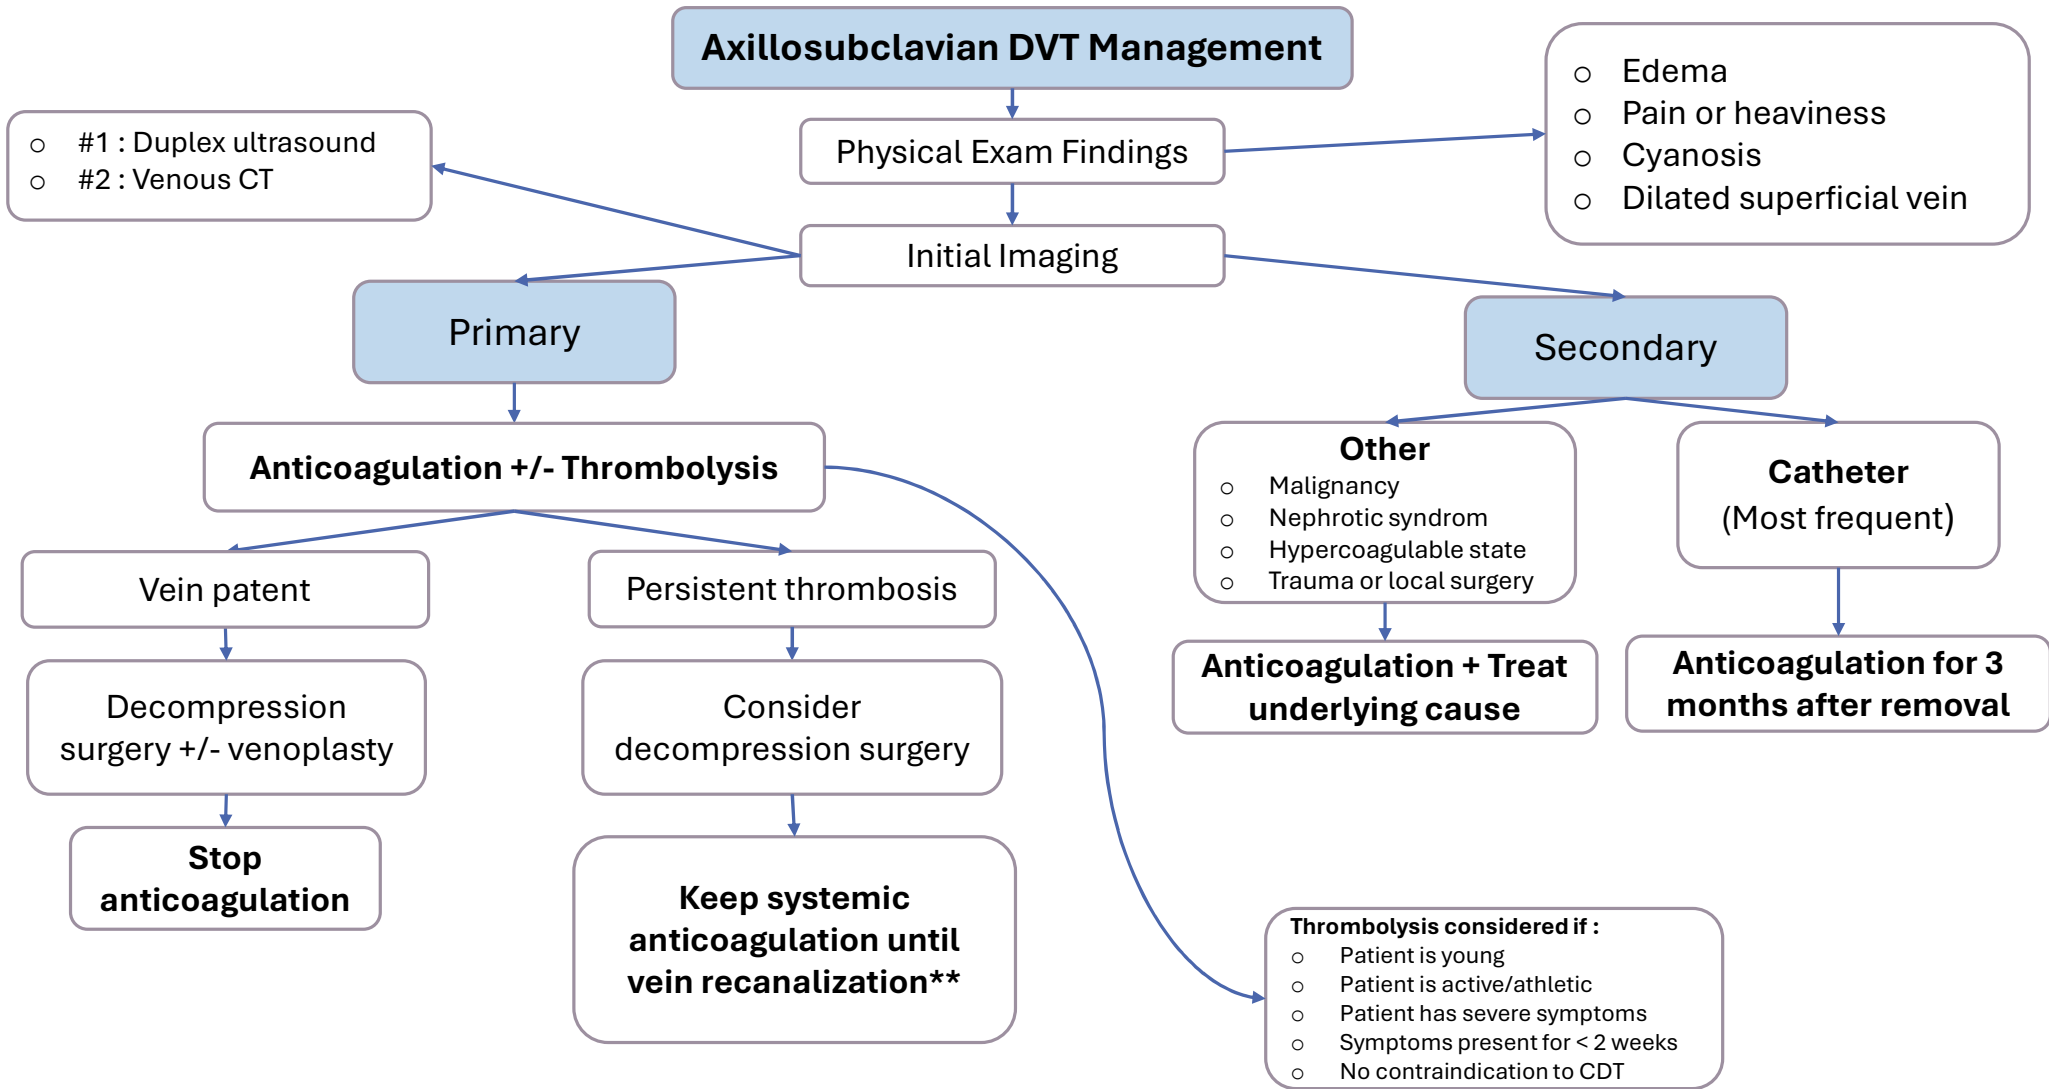 Axillosubclavian DVT Management
Physical Exam Findings
○ Edema
○ Pain or heaviness
○ Cyanosis
○ Dilated superficial vein
Initial Imaging
○ #1 : Duplex ultrasound
○ #2 : Venous CT
Primary
Anticoagulation +/- Thrombolysis
Vein patent
Decompression
surgery +/- venoplasty
Stop
anticoagulation
Persistent thrombosis
Consider
decompression surgery
Keep systemic
anticoagulation until
vein recanalization**
Thrombolysis considered if :
○ Patient is young
○ Patient is active/athletic
○ Patient has severe symptoms
○ Symptoms present for < 2 weeks
○ No contraindication to CDT
Secondary
Other
○ Malignancy
○ Nephrotic syndrom
○ Hypercoagulable state
○ Trauma or local surgery
Anticoagulation + Treat
underlying cause
Catheter
(Most frequent)
Anticoagulation for 3
months after removal